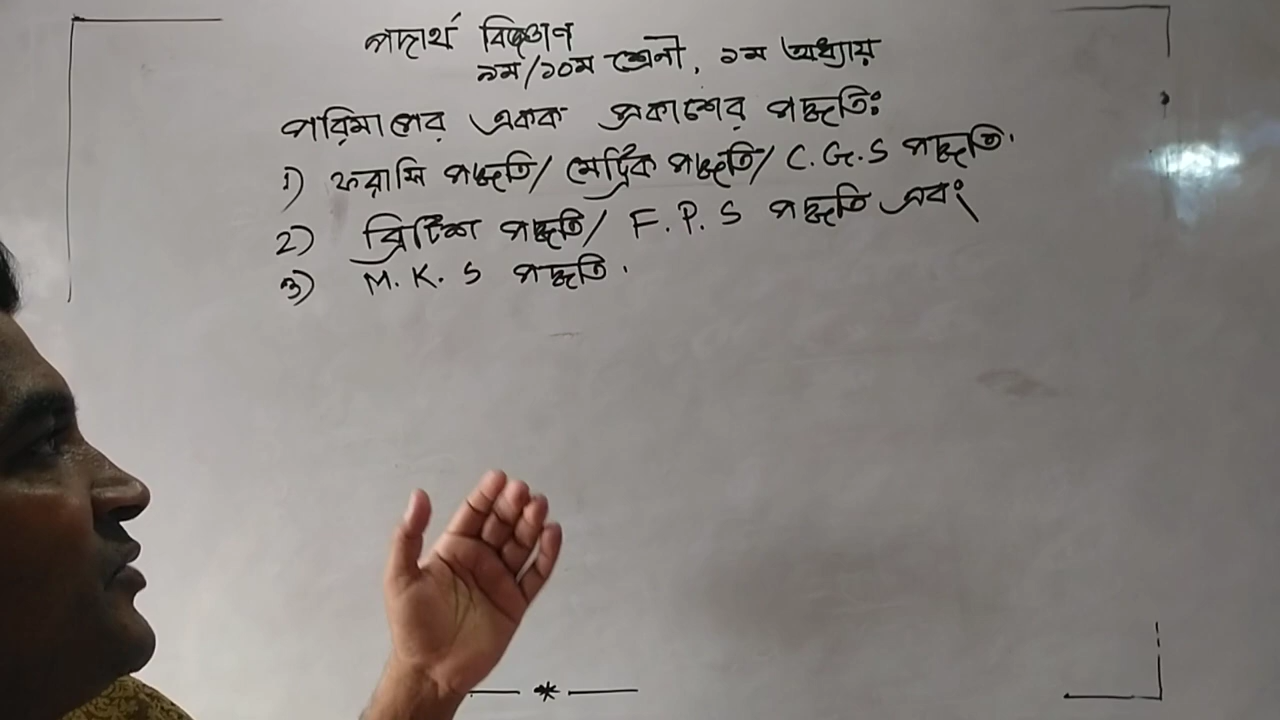 পদার্থ বিজ্ঞান
৯ম/১০ম শ্রেনী, ১ম অধ্যায়
পরিমাপের একক প্রকাশের পদ্ধতিঃ
1) ফরাসি পদ্ধতি/ মেট্রিক পদ্ধতি/ C.G.S পদ্ধতি.
2) ব্রিটিশ পদ্ধতি/ F.P.S পদ্ধতি এবং
3) M.K.S পদ্ধতি.